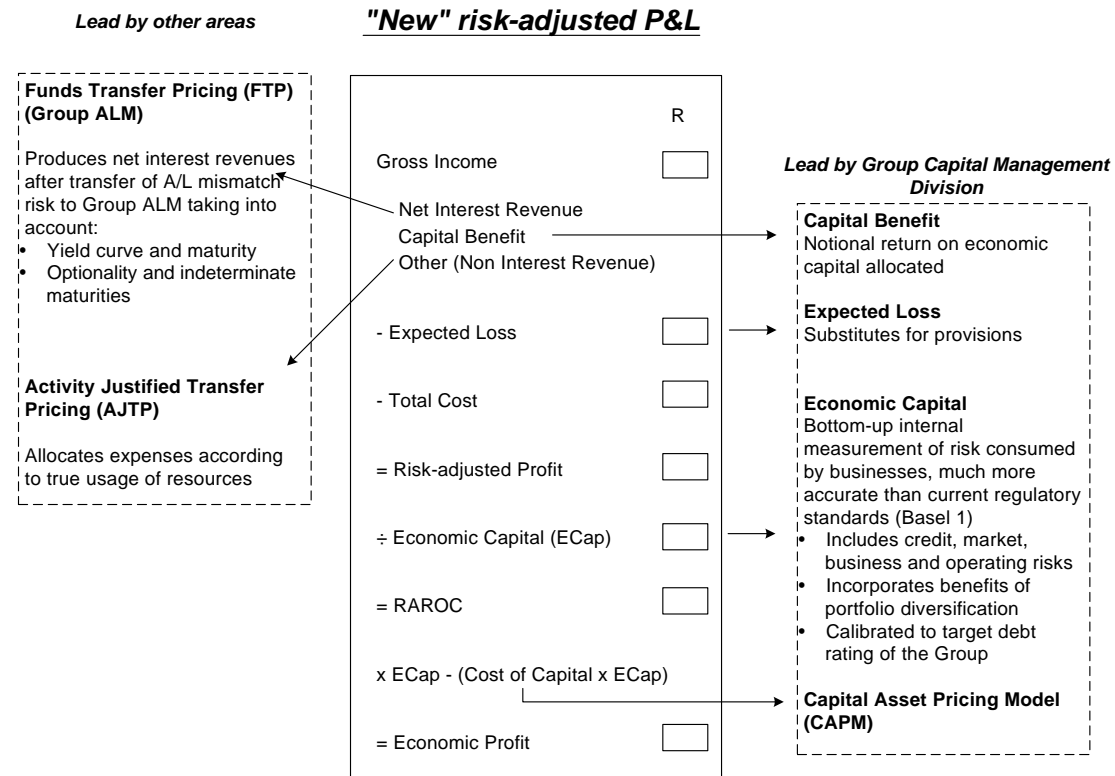 Lead by other areas
"New" risk-adjusted P&L
Funds Transfer Pricing (FTP)
(Group ALM)
Produces net interest revenues
after transfer of A/L mismatch
risk to Group ALM taking into
account:
• Yield curve and maturity
• Optionality and indeterminate
maturities
Activity Justified Transfer
Pricing (AJTP)
Allocates expenses according
to true usage of resources
R
Gross Income
Net Interest Revenue
Capital Benefit
Other (Non Interest Revenue)
- Expected Loss
- Total Cost
= Risk-adjusted Profit
÷ Economic Capital (ECap)
= RAROC
x ECap - (Cost of Capital x ECap)
= Economic Profit
Lead by Group Capital Management
Division
Capital Benefit
Notional return on economic
capital allocated
Expected Loss
Substitutes for provisions
Economic Capital
Bottom-up internal
measurement of risk consumed
by businesses, much more
accurate than current regulatory
standards (Basel 1)
• Includes credit, market,
business and operating risks
• Incorporates benefits of
portfolio diversification
• Calibrated to target debt
rating of the Group
Capital Asset Pricing Model
(CAPM)